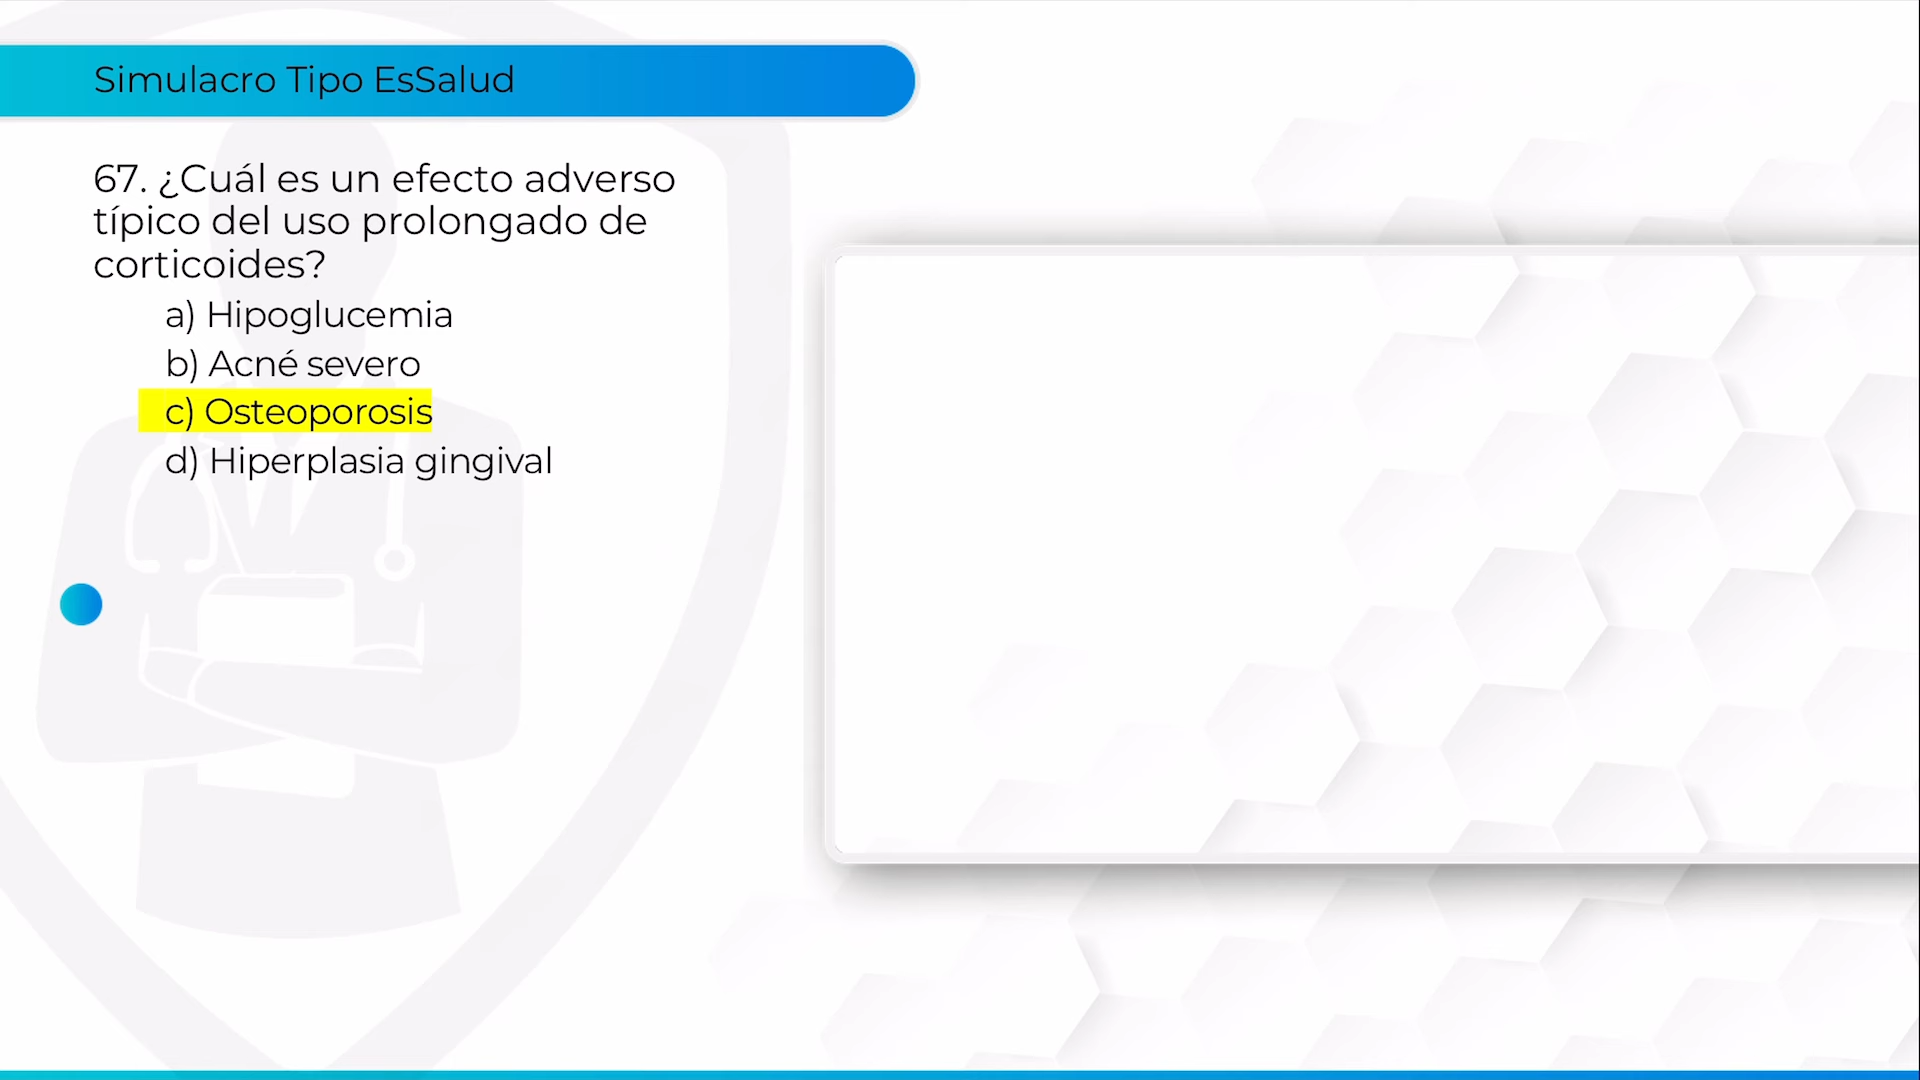 Simulacro Tipo EsSalud
67. ¿Cuál es un efecto adverso
típico del uso prolongado de
corticoides?
a) Hipoglucemia
b) Acné severo
c) Osteoporosis
d) Hiperplasia gingival